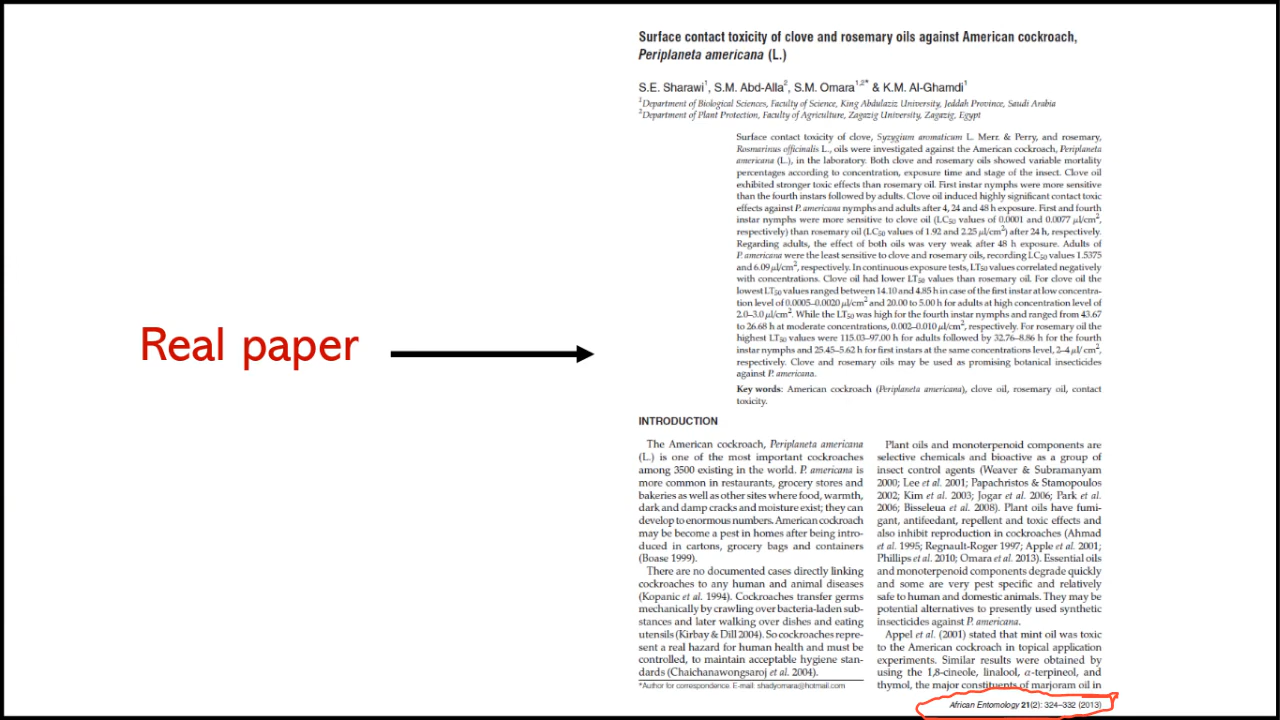 Real paper
Surface contact toxicity of clove and rosemary oils against American cockroach,
Periplaneta americana (L.)
S.E. Sharawi1, S.M. Abd-Alla2, S.M. Omara1,2* & K.M. Al-Ghamdi1
1Department of Biological Sciences, Faculty of Science, King Abdulaziz University, Jeddah Province, Saudi Arabia
2Department of Plant Protection, Faculty of Agriculture, Zagazig University, Zagazig, Egypt
Surface contact toxicity of clove, Syzygium aromaticum L. Merr. & Perry, and rosemary,
Rosmarinus officinalis L., oils were investigated against the American cockroach, Periplaneta
americana (L.), in the laboratory. Both clove and rosemary oils showed variable mortality
percentages according to concentration, exposure time and stage of the insect. Clove oil
exhibited stronger toxic effects than rosemary oil. First instar nymphs were more sensitive
than the fourth instars followed by adults. Clove oil induced highly significant contact toxic
effects against P. americana nymphs and adults after 4, 24 and 48 h exposure. First and fourth
instar nymphs were more sensitive to clove oil (LC50 values of 0.0001 and 0.0077 µl/cm2,
respectively) than rosemary oil (LC50 values of 1.92 and 2.25 µl/cm2) after 24 h, respectively.
Regarding adults, the effect of both oils was very weak after 48 h exposure. Adults of
P. americana were the least sensitive to clove and rosemary oils, recording LC50 values 1.5375
and 6.09 µl/cm2, respectively. In continuous exposure tests, LT50 values correlated negatively
with concentrations. Clove oil had lower LT50 values than rosemary oil. For clove oil the
lowest LT50 values ranged between 14.10 and 4.85 h in case of the first instar at low concentra-
tion level of 0.0005–0.0020 µl/cm2 and 20.00 to 5.00 h for adults at high concentration level of
2.0–3.0 µl/cm2. While the LT50 was high for the fourth instar nymphs and ranged from 43.67
to 26.68 h at moderate concentrations, 0.002–0.010 µl/cm2, respectively. For rosemary oil the
highest LT50 values were 115.03–97.00 h for adults followed by 32.76–8.86 h for the fourth
instar nymphs and 25.45–5.62 h for first instars at the same concentrations level, 2–4 µl/cm2,
respectively. Clove and rosemary oils may be used as promising botanical insecticides
against P. americana.
Key words: American cockroach (Periplaneta americana), clove oil, rosemary oil, contact
toxicity.
INTRODUCTION
The American cockroach, Periplaneta americana
(L.) is one of the most important cockroaches
among 3500 existing in the world. P. americana is
more common in restaurants, grocery stores and
bakeries as well as other sites where food, warmth,
dark and damp cracks and moisture exist; they can
develop to enormous numbers. American cockroach
may be become a pest in homes after being intro-
duced in cartons, grocery bags and containers
(Boase 1999).
There are no documented cases directly linking
cockroaches to any human and animal diseases
(Kopanic et al. 1994). Cockroaches transfer germs
mechanically by crawling over bacteria-laden sub-
stances and later walking over dishes and eating
utensils (Kirbay & Dill 2004). So cockroaches repre-
sent a real hazard for human health and must be
controlled, to maintain acceptable hygiene stan-
dards (Chaichanawongsaroj et al. 2004).
*Author for correspondence. E-mail: shadyomara@hotmail.com
Plant oils and monoterpenoid components are
selective chemicals and bioactive as a group of
insect control agents (Weaver & Subramanyam
2000; Lee et al. 2001; Papachristos & Stamopoulos
2002; Kim et al. 2003; Jogar et al. 2006; Park et al.
2006; Bisseleua et al. 2008). Plant oils have fumi-
gant, antifeedant, repellent and toxic effects and
also inhibit reproduction in cockroaches (Ahmad
et al. 1995; Regnault-Roger 1997; Apple et al. 2001;
Phillips et al. 2010; Omara et al. 2013). Essential oils
and monoterpenoid components degrade quickly
and some are very pest specific and relatively
safe to human and domestic animals. They may be
potential alternatives to presently used synthetic
insecticides against P. americana.
Appel et al. (2001) stated that mint oil was toxic
to the American cockroach in topical application
experiments. Similar results were obtained by
using the 1,8-cineole, linalool, α-terpineol, and
thymol, the major constituents of marjoram oil in
African Entomology 21(2): 324–332 (2013)